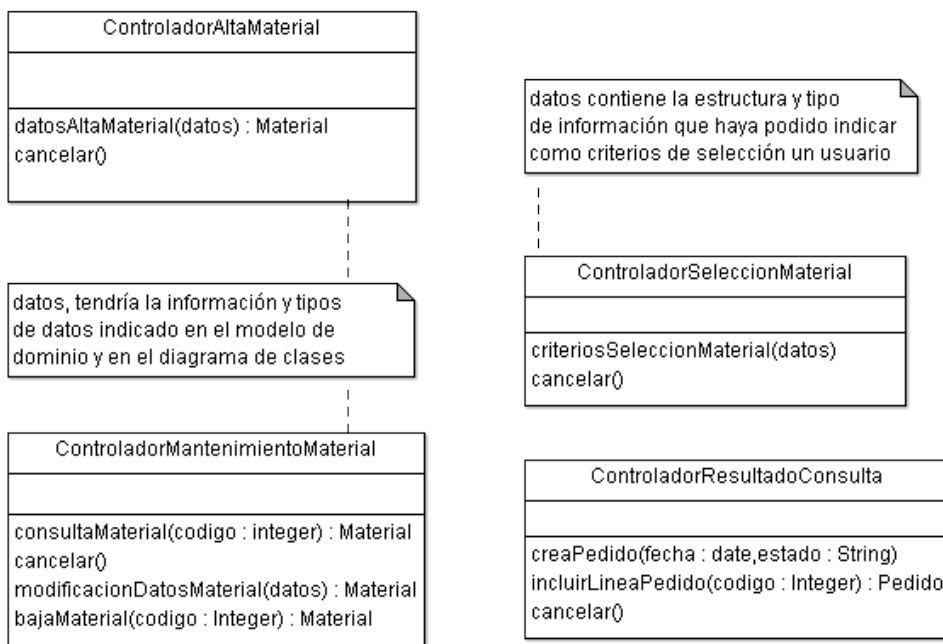 ControladorAltaMaterial
datosAltaMaterial(datos) : Material
cancelar()
datos, tendría la información y tipos
de datos indicado en el modelo de
dominio y en el diagrama de clases
ControladorMantenimientoMaterial
consultaMaterial(codigo : integer) : Material
cancelar()
modificacionDatosMaterial(datos) : Material
bajaMaterial(codigo : Integer) : Material
datos contiene la estructura y tipo
de información que haya podido indicar
como criterios de selección un usuario
ControladorSeleccionMaterial
criteriosSeleccionMaterial(datos)
cancelar()
ControladorResultadoConsulta
creaPedido(fecha : date,estado : String)
incluirLineaPedido(codigo : Integer) : Pedido
cancelar()